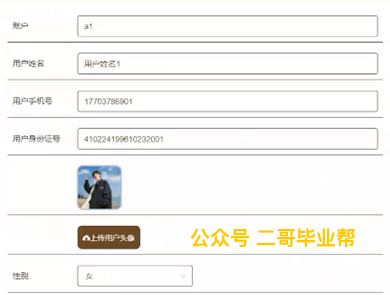 账户 a1
用户姓名 用户姓名1
用户手机号 17703786901
用户身份证号 410224199610232001
上传用户头像 公众号 二哥毕业帮
性别 女